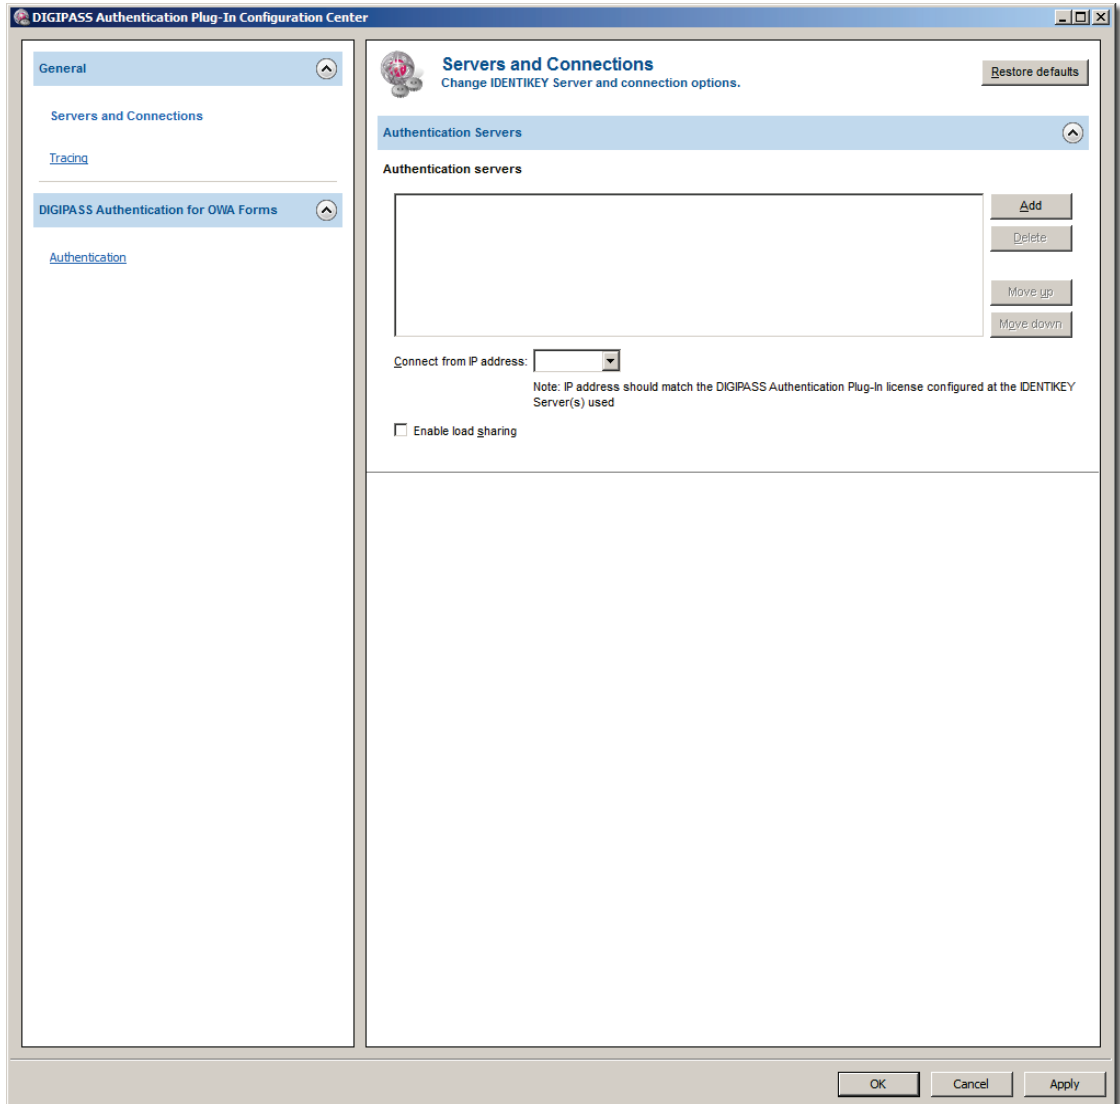 DIGIPASS Authentication Plug-In Configuration Center
General
Servers and Connections
Tracing
DIGIPASS Authentication for OWA Forms
Authentication
Servers and Connections
Change IDENTIKEY Server and connection options.
Restore defaults
Authentication Servers
Authentication servers
Add
Delete
Move up
Move down
Connect from IP address:
Note: IP address should match the DIGIPASS Authentication Plug-In license configured at the IDENTIKEY
Server(s) used
Enable load sharing
OK
Cancel
Apply